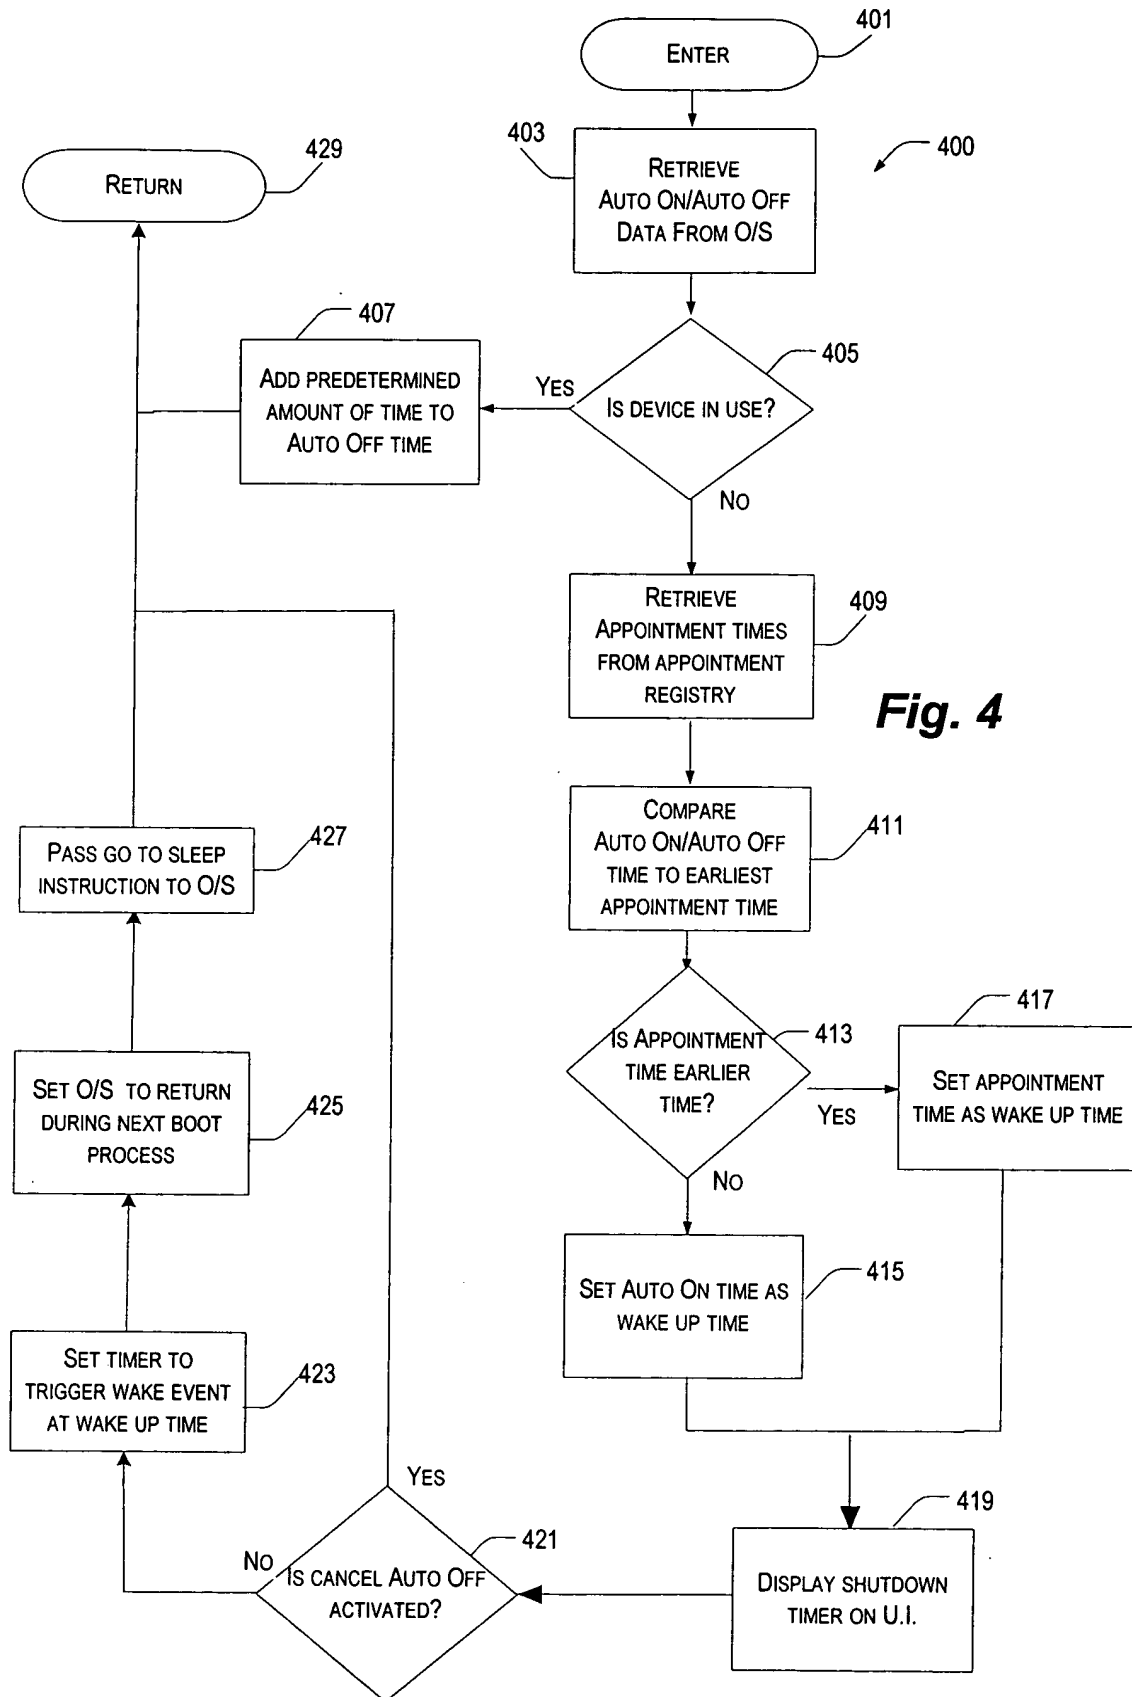 ENTER
401
403
RETRIEVE
AUTO ON/AUTO OFF
DATA FROM O/S
400
RETURN
429
407
ADD PREDETERMINED
AMOUNT OF TIME TO
AUTO OFF TIME
YES
IS DEVICE IN USE?
405
NO
RETRIEVE
APPOINTMENT TIMES
FROM APPOINTMENT
REGISTRY
409
Fig. 4
COMPARE
AUTO ON/AUTO OFF
TIME TO EARLIEST
APPOINTMENT TIME
411
PASS GO TO SLEEP
INSTRUCTION TO O/S
427
IS APPOINTMENT
TIME EARLIER
TIME?
413
YES
417
SET APPOINTMENT
TIME AS WAKE UP TIME
NO
SET O/S TO RETURN
DURING NEXT BOOT
PROCESS
425
SET AUTO ON TIME AS
WAKE UP TIME
415
SET TIMER TO
TRIGGER WAKE EVENT
AT WAKE UP TIME
423
YES
NO
IS CANCEL AUTO OFF
ACTIVATED?
421
419
DISPLAY SHUTDOWN
TIMER ON U.I.